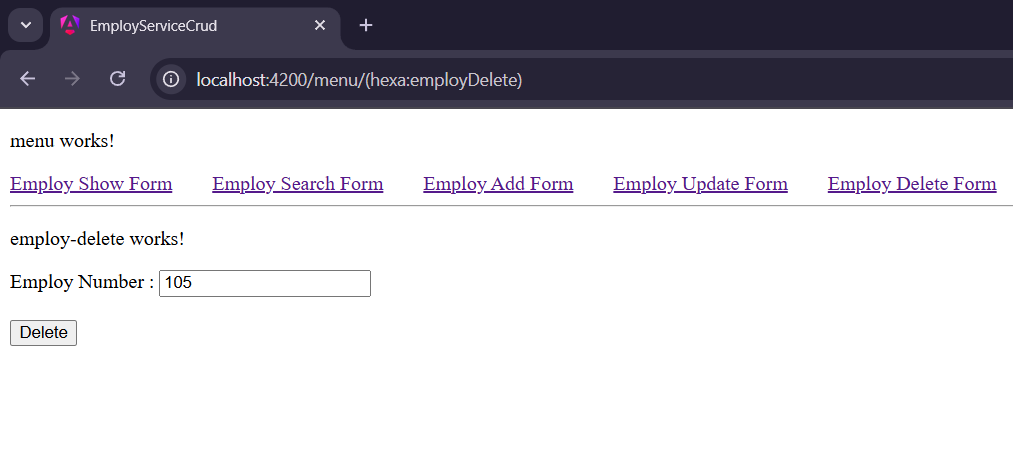 EmployServiceCrud
localhost:4200/menu/(hexa:employDelete)
menu works!
Employ Show Form Employ Search Form Employ Add Form Employ Update Form Employ Delete Form
employ-delete works!
Employ Number : 105
Delete